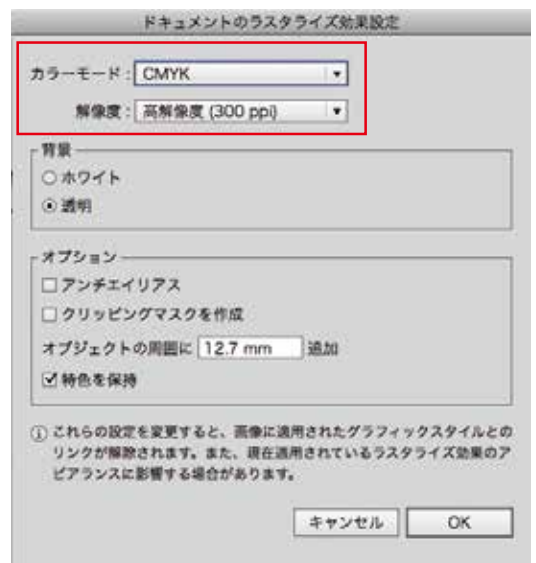 ドキュメントのラスタライズ効果設定
カラーモード : CMYK
解像度 : 高解像度 (300 ppi)
背景
ホワイト
透明
オプション
アンチエイリアス
クリッピングマスクを作成
オブジェクトの周囲に 12.7 mm 追加
特色を保持
これらの設定を変更すると、画像に適用されたグラフィックスタイルとの
リンクが解除されます。また、現在適用されているラスタライズ効果のア
ピアランスに影響する場合があります。
キャンセル OK